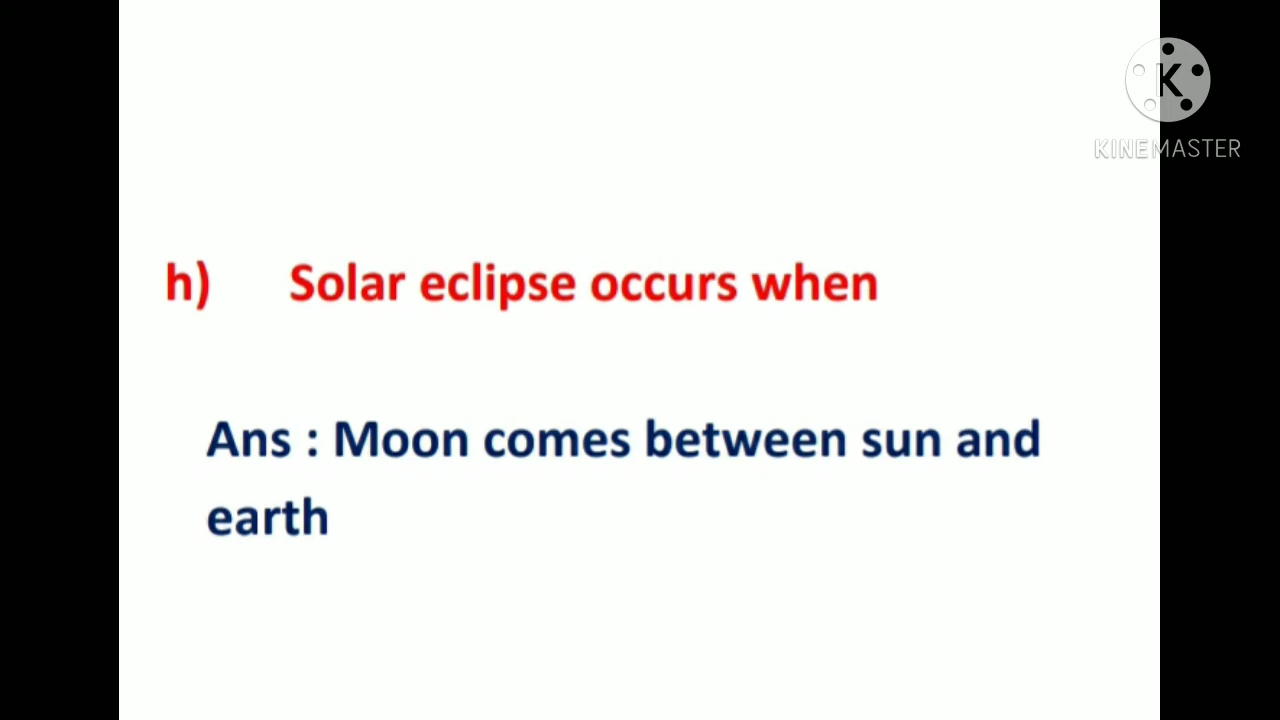 K
KINEMASTER
h) Solar eclipse occurs when
Ans : Moon comes between sun and
earth